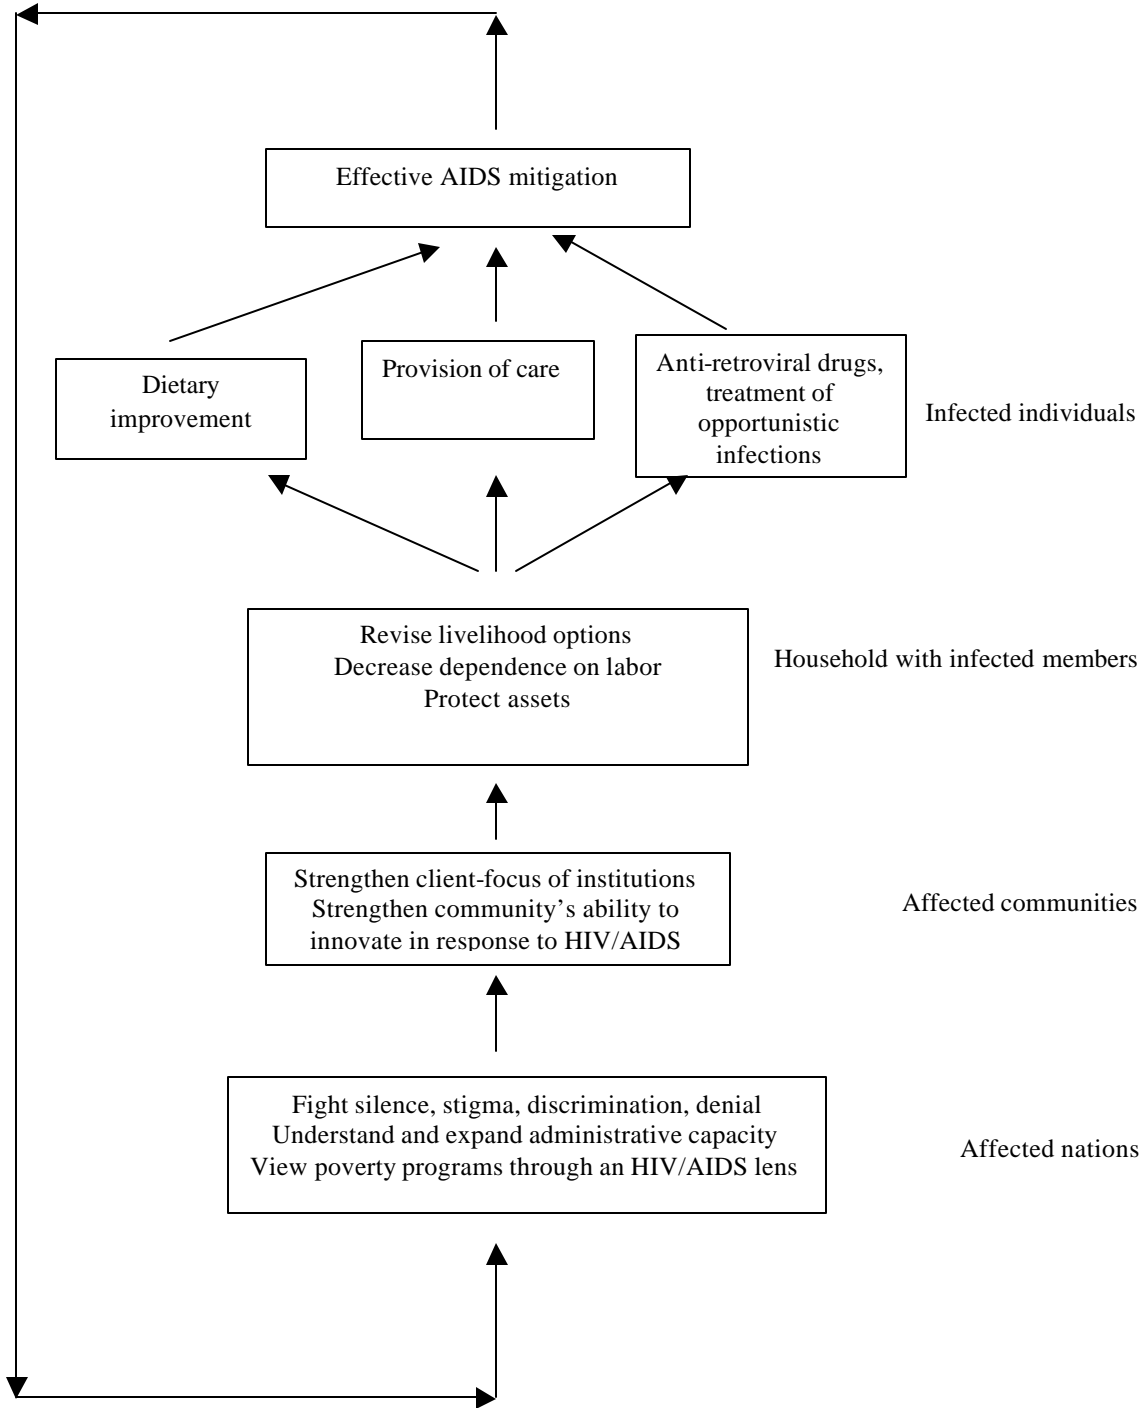 Effective AIDS mitigation
Dietary
improvement
Provision of care
Anti-retroviral drugs,
treatment of
opportunistic
infections
Infected individuals
Revise livelihood options
Decrease dependence on labor
Protect assets
Household with infected members
Strengthen client-focus of institutions
Strengthen community’s ability to
innovate in response to HIV/AIDS
Affected communities
Fight silence, stigma, discrimination, denial
Understand and expand administrative capacity
View poverty programs through an HIV/AIDS lens
Affected nations